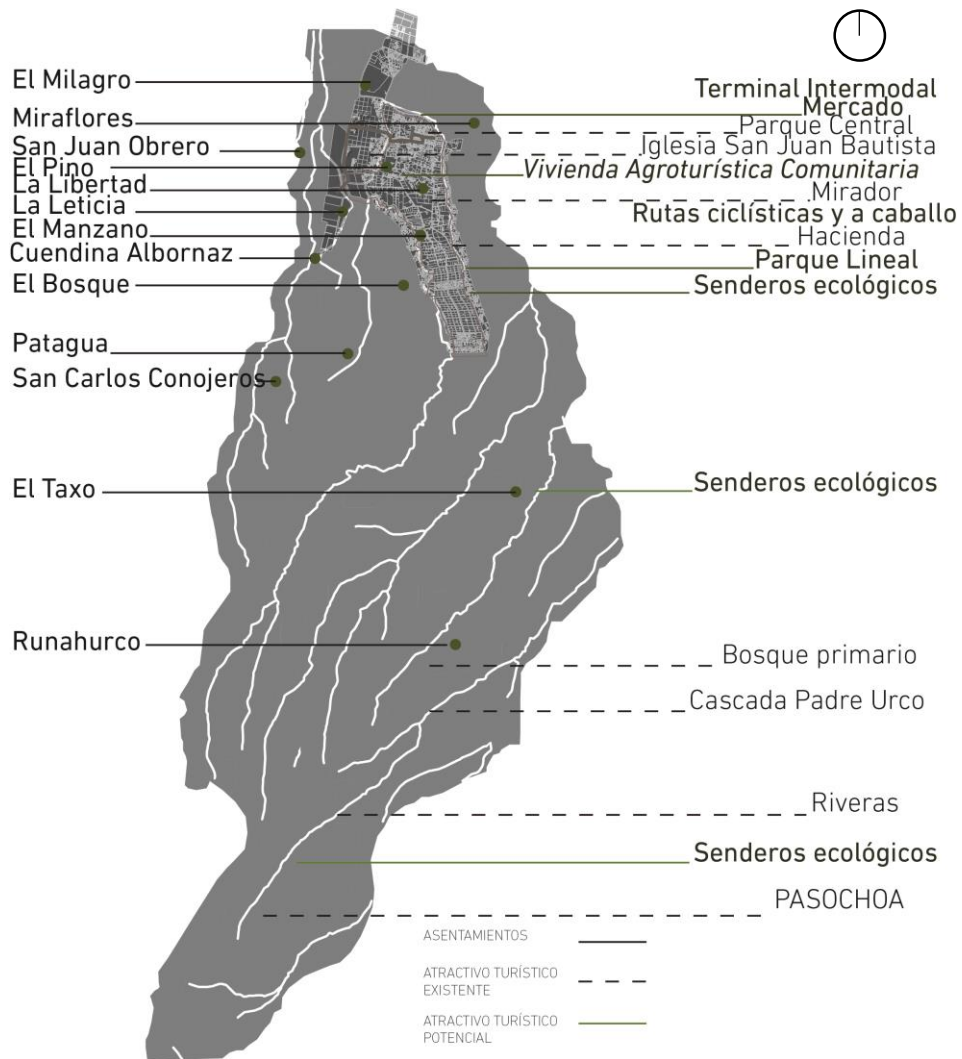 El Milagro
Miraflores
San Juan Obrero
El Pino
La Libertad
La Leticia
El Manzano
Cuendina Albornaz
El Bosque
Patagua
San Carlos Conojeros
El Taxo
Runahurco
Terminal Intermodal
Mercado
Parque Central
Iglesia San Juan Bautista
Vivienda Agroturística Comunitaria
Mirador
Rutas ciclísticas y a caballo
Hacienda
Parque Lineal
Senderos ecológicos
Senderos ecológicos
Bosque primario
Cascada Padre Urco
Riveras
Senderos ecológicos
PASOCHOA
ASENTAMIENTOS
ATRACTIVO TURÍSTICO
EXISTENTE
ATRACTIVO TURÍSTICO
POTENCIAL